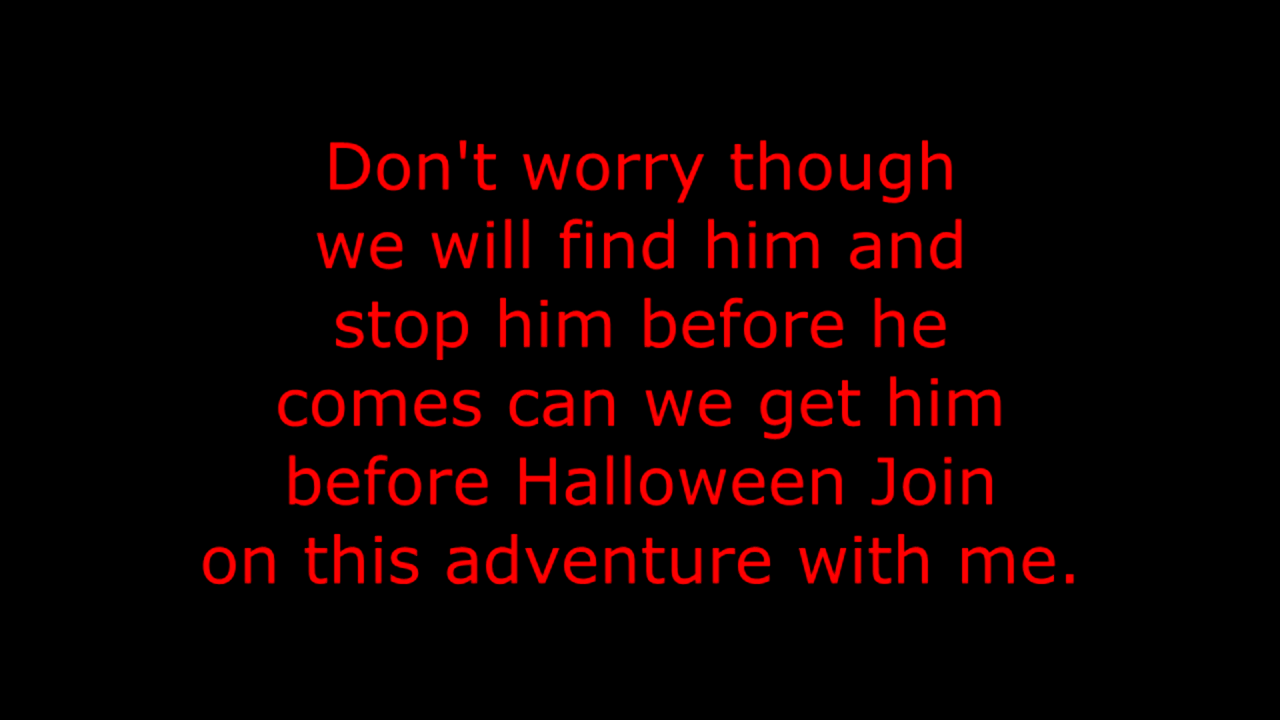 Don't worry though
we will find him and
stop him before he
comes can we get him
before Halloween Join
on this adventure with me.